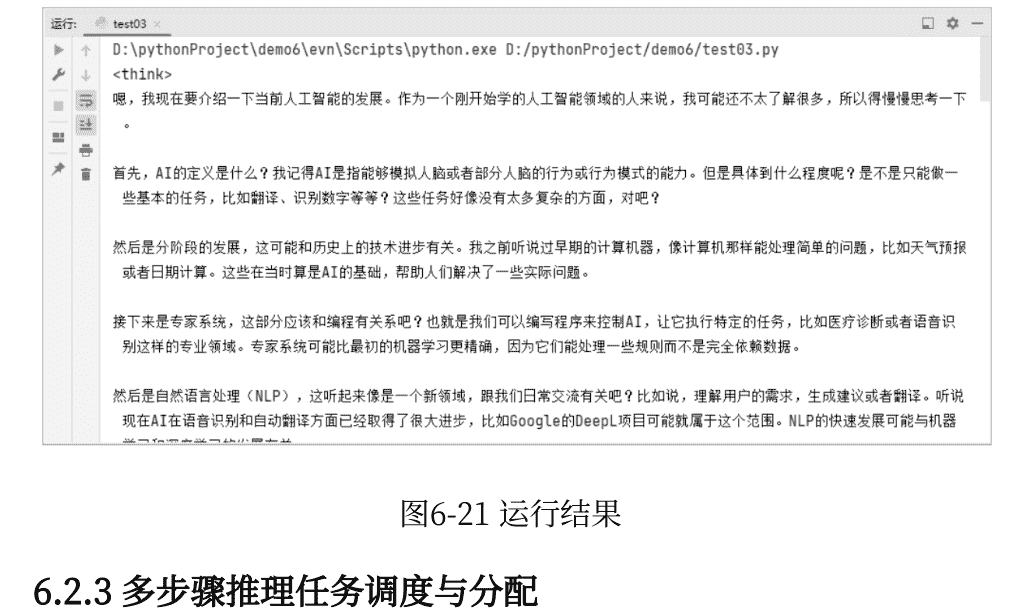 运行: test03
D:\pythonProject\demo6\evn\Scripts\python.exe D:/pythonProject/demo6/test03.py
<think>
嗯，我现在要介绍一下当前人工智能的发展。作为一个刚开始学的人工智能领域的人来说，我可能还不太了解很多，所以得慢慢思考一下
。
首先，AI的定义是什么？我记得AI是指能够模拟人脑或者部分人脑的行为或行为模式的能力。但是具体到什么程度呢？是不是只能做一
些基本的任务，比如翻译、识别数字等等？这些任务好像没有太多复杂的方面，对吧？
然后是分阶段的发展，这可能和历史上的技术进步有关。我之前听说过早期的计算机器，像计算机那样能处理简单的问题，比如天气预报
或者日期计算。这些在当时算是AI的基础，帮助人们解决了一些实际问题。
接下来是专家系统，这部分应该和编程有关系吧？也就是我们可以编写程序来控制AI，让它执行特定的任务，比如医疗诊断或者语音识
别这样的专业领域。专家系统可能比最初的机器学习更精确，因为它们能处理一些规则而不是完全依赖数据。
然后是自然语言处理（NLP），这听起来像是一个新领域，跟我们日常交流有关吧？比如说，理解用户的需求，生成建议或者翻译。听说
现在AI在语音识别和自动翻译方面已经取得了很大进步，比如Google的DeepL项目可能就属于这个范围。NLP的快速发展可能与机器
图6-21 运行结果
6.2.3 多步骤推理任务调度与分配